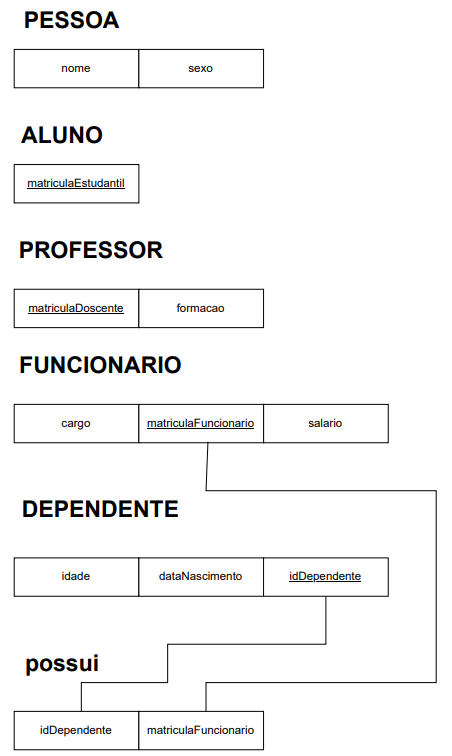 PESSOA
nome sexo
ALUNO
matriculaEstudantil
PROFESSOR
matriculaDoscente formacao
FUNCIONARIO
cargo matriculaFuncionario salario
DEPENDENTE
idade dataNascimento idDependente
possui
idDependente matriculaFuncionario